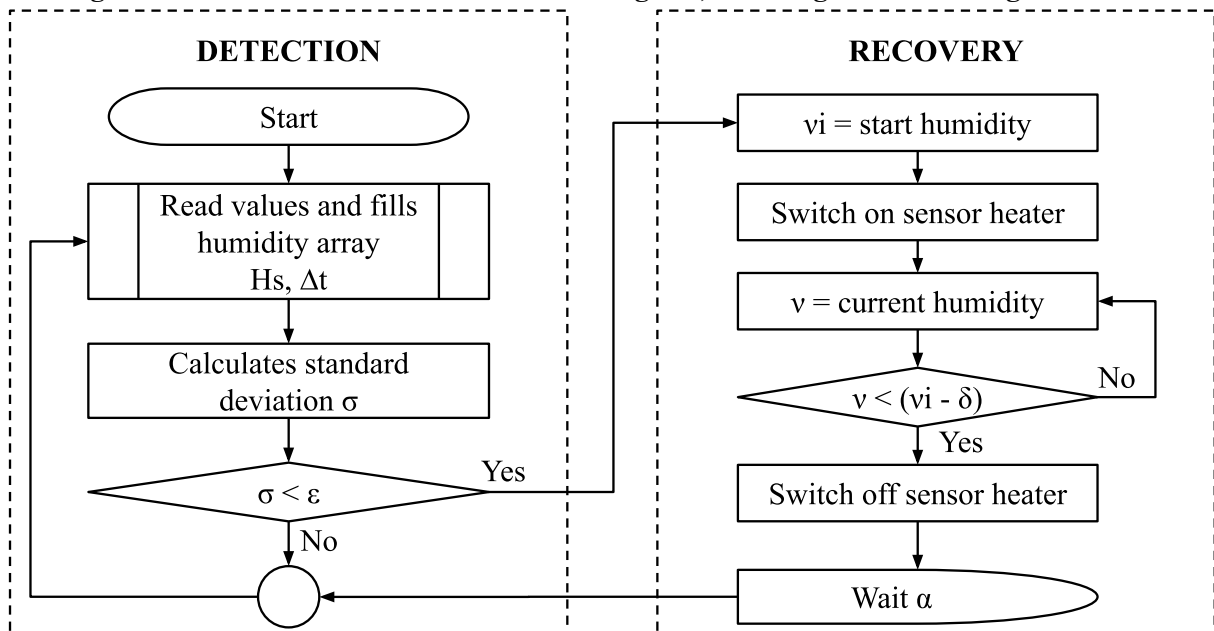 DETECTION
Start
Read values and fills
humidity array
Hs, Δt
Calculates standard
deviation σ
σ < ε
Yes
No
RECOVERY
νi = start humidity
Switch on sensor heater
ν = current humidity
ν < (νi - δ)
No
Yes
Switch off sensor heater
Wait α